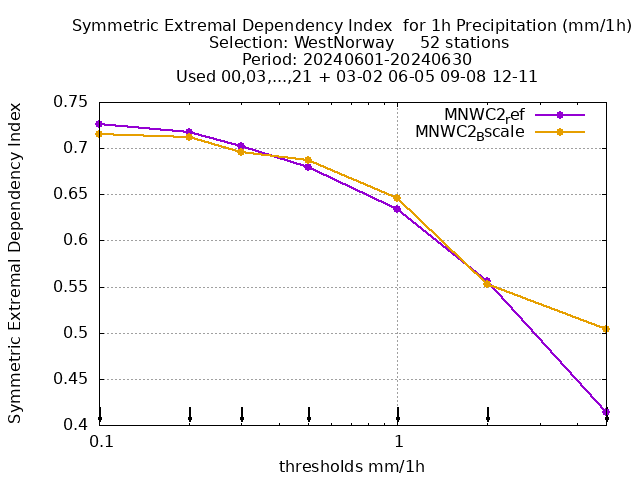 Symmetric Extremal Dependency Index  for 1h Precipitation (mm/1h)
Selection: WestNorway     52 stations
Period: 20240601-20240630
Used 00,03,...,21 + 03-02 06-05 09-08 12-11
MNWC2ref
MNWC2Bscale
Symmetric Extremal Dependency Index
0.75
0.7
0.65
0.6
0.55
0.5
0.45
0.4
0.1
1
thresholds mm/1h